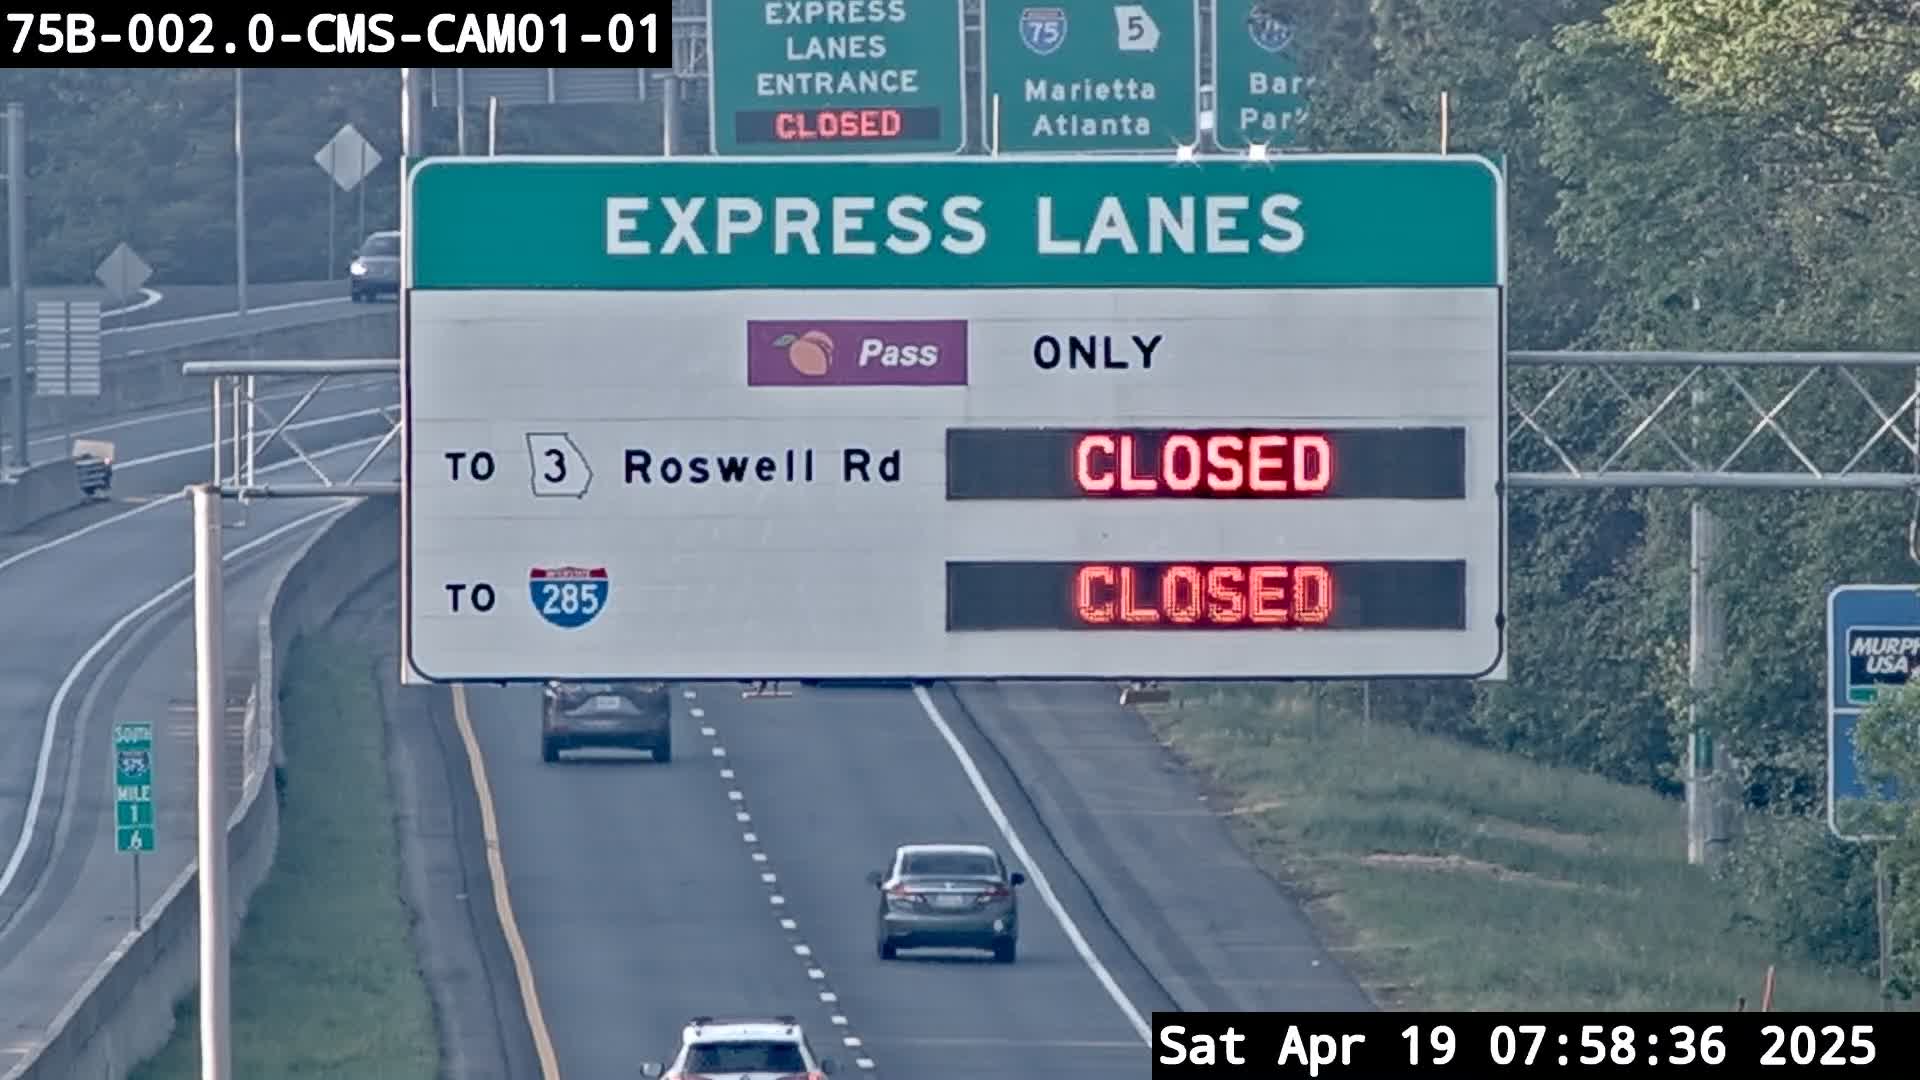 75B-002.0-CMS-CAM01-01
EXPRESS
LANES
ENTRANCE
CLOSED
75 5
Marietta
Atlanta
EXPRESS LANES
Pass ONLY
TO 3 Roswell Rd CLOSED
TO INTERSTATE 285 CLOSED
SOUTH
575
MILE
1
.6
USA
Sat Apr 19 07:58:36 2025